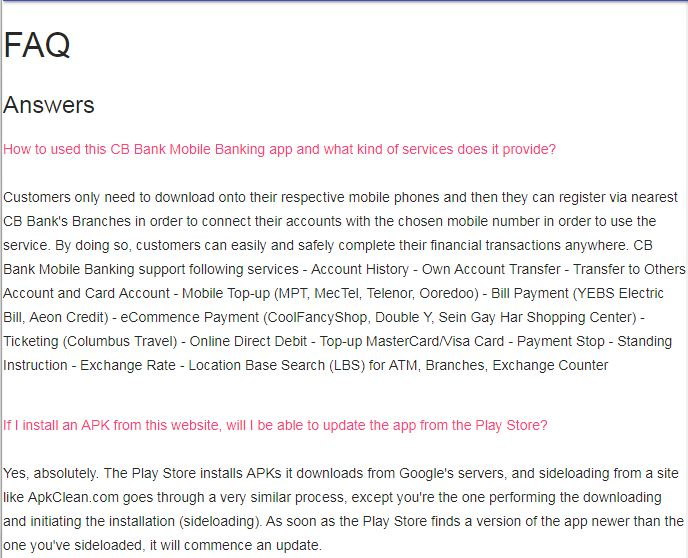 FAQ
Answers
How to used this CB Bank Mobile Banking app and what kind of services does it provide?
Customers only need to download onto their respective mobile phones and then they can register via nearest
CB Bank's Branches in order to connect their accounts with the chosen mobile number in order to use the
service. By doing so, customers can easily and safely complete their financial transactions anywhere. CB
Bank Mobile Banking support following services - Account History - Own Account Transfer - Transfer to Others
Account and Card Account - Mobile Top-up (MPT, MecTel, Telenor, Ooredoo) - Bill Payment (YEBS Electric
Bill, Aeon Credit) - eCommerce Payment (CoolFancyShop, Double Y, Sein Gay Har Shopping Center) -
Ticketing (Columbus Travel) - Online Direct Debit - Top-up MasterCard/Visa Card - Payment Stop - Standing
Instruction - Exchange Rate - Location Base Search (LBS) for ATM, Branches, Exchange Counter
If I install an APK from this website, will I be able to update the app from the Play Store?
Yes, absolutely. The Play Store installs APKs it downloads from Google's servers, and sideloading from a site
like ApkClean.com goes through a very similar process, except you're the one performing the downloading
and initiating the installation (sideloading). As soon as the Play Store finds a version of the app newer than the
one you've sideloaded, it will commence an update.